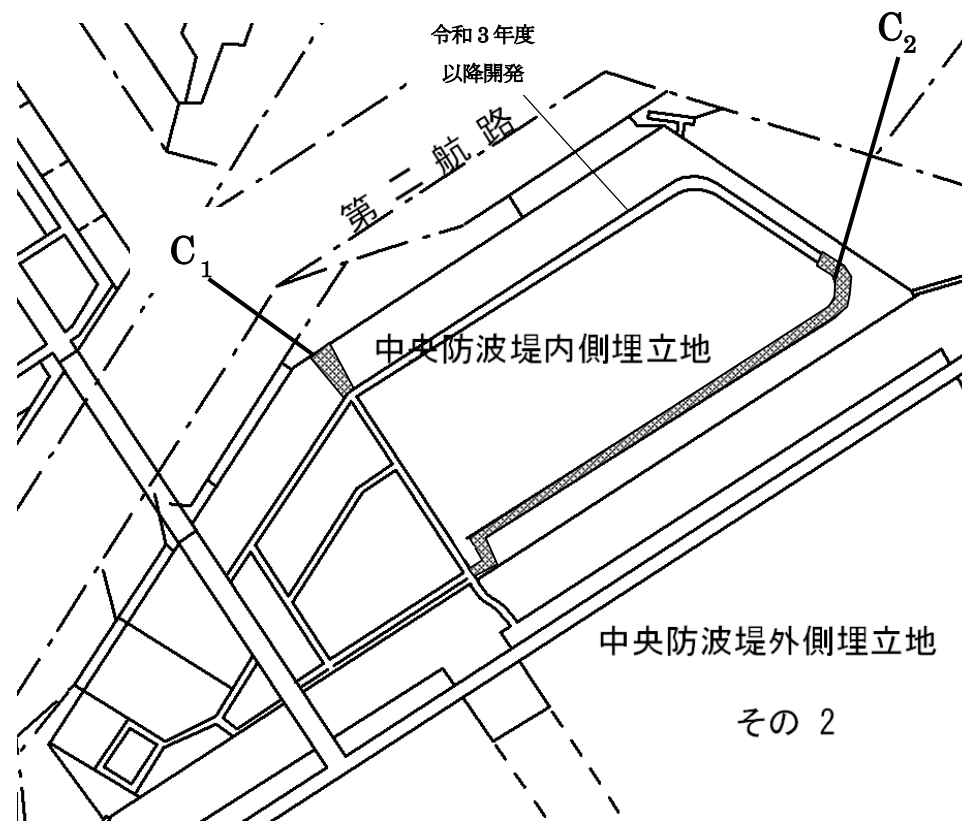 令和3年度
以降開発
C₂
第二航路
C₁
中央防波堤内側埋立地
中央防波堤外側埋立地
その 2